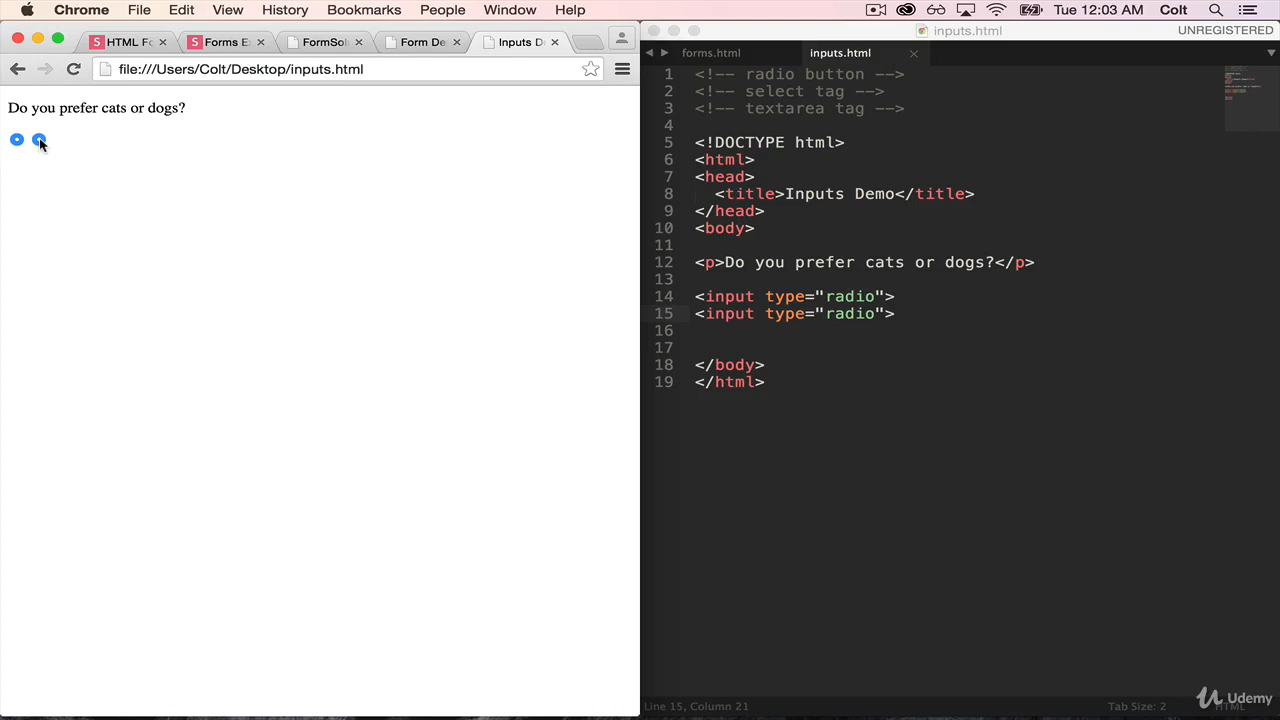 Chrome File Edit View History Bookmarks People Window Help Tue 12:03 AM Colt
HTML Fo
Forms E
FormSol
Form De
Inputs D
inputs.html
UNREGISTERED
file:///Users/Colt/Desktop/inputs.html
forms.html
inputs.html
Do you prefer cats or dogs?
1 <!-- radio button -->
2 <!-- select tag -->
3 <!-- textarea tag -->
4
5 <!DOCTYPE html>
6 <html>
7 <head>
8 <title>Inputs Demo</title>
9 </head>
10 <body>
11
12 <p>Do you prefer cats or dogs?</p>
13
14 <input type="radio">
15 <input type="radio">
16
17
18 </body>
19 </html>
Line 15, Column 21
Tab Size: 2
HTML
Udemy